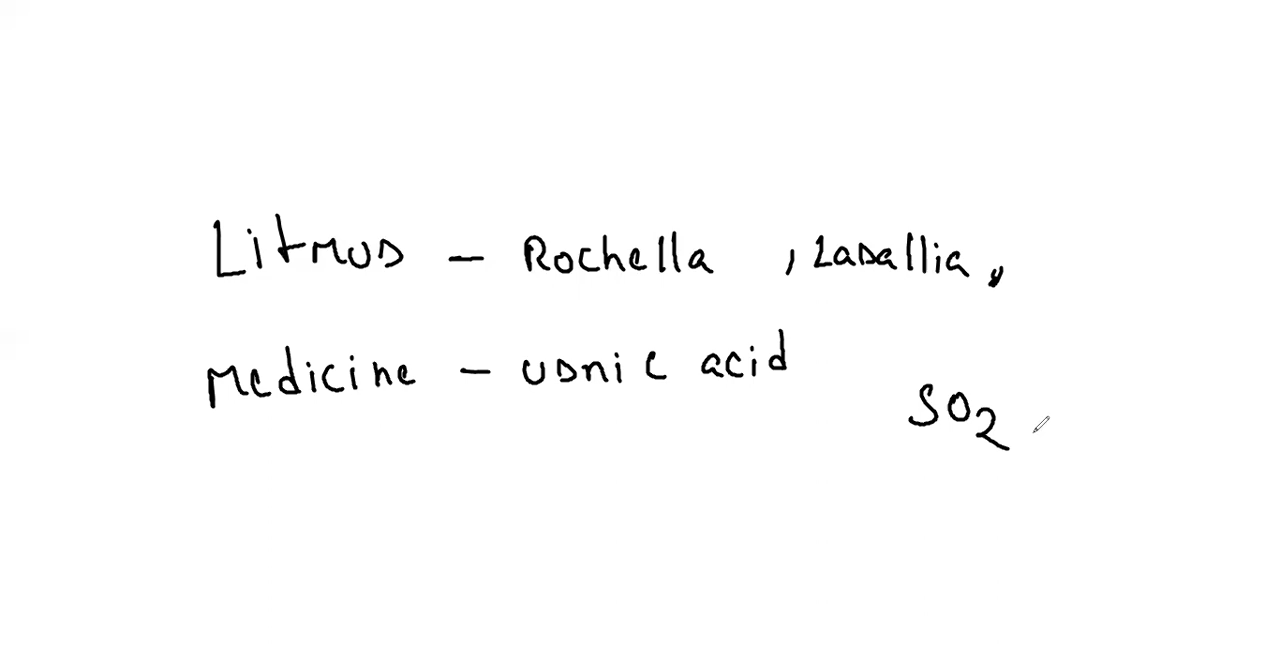 Litmus - Rochella , Lasallia,
Medicine - usnic acid
SO2